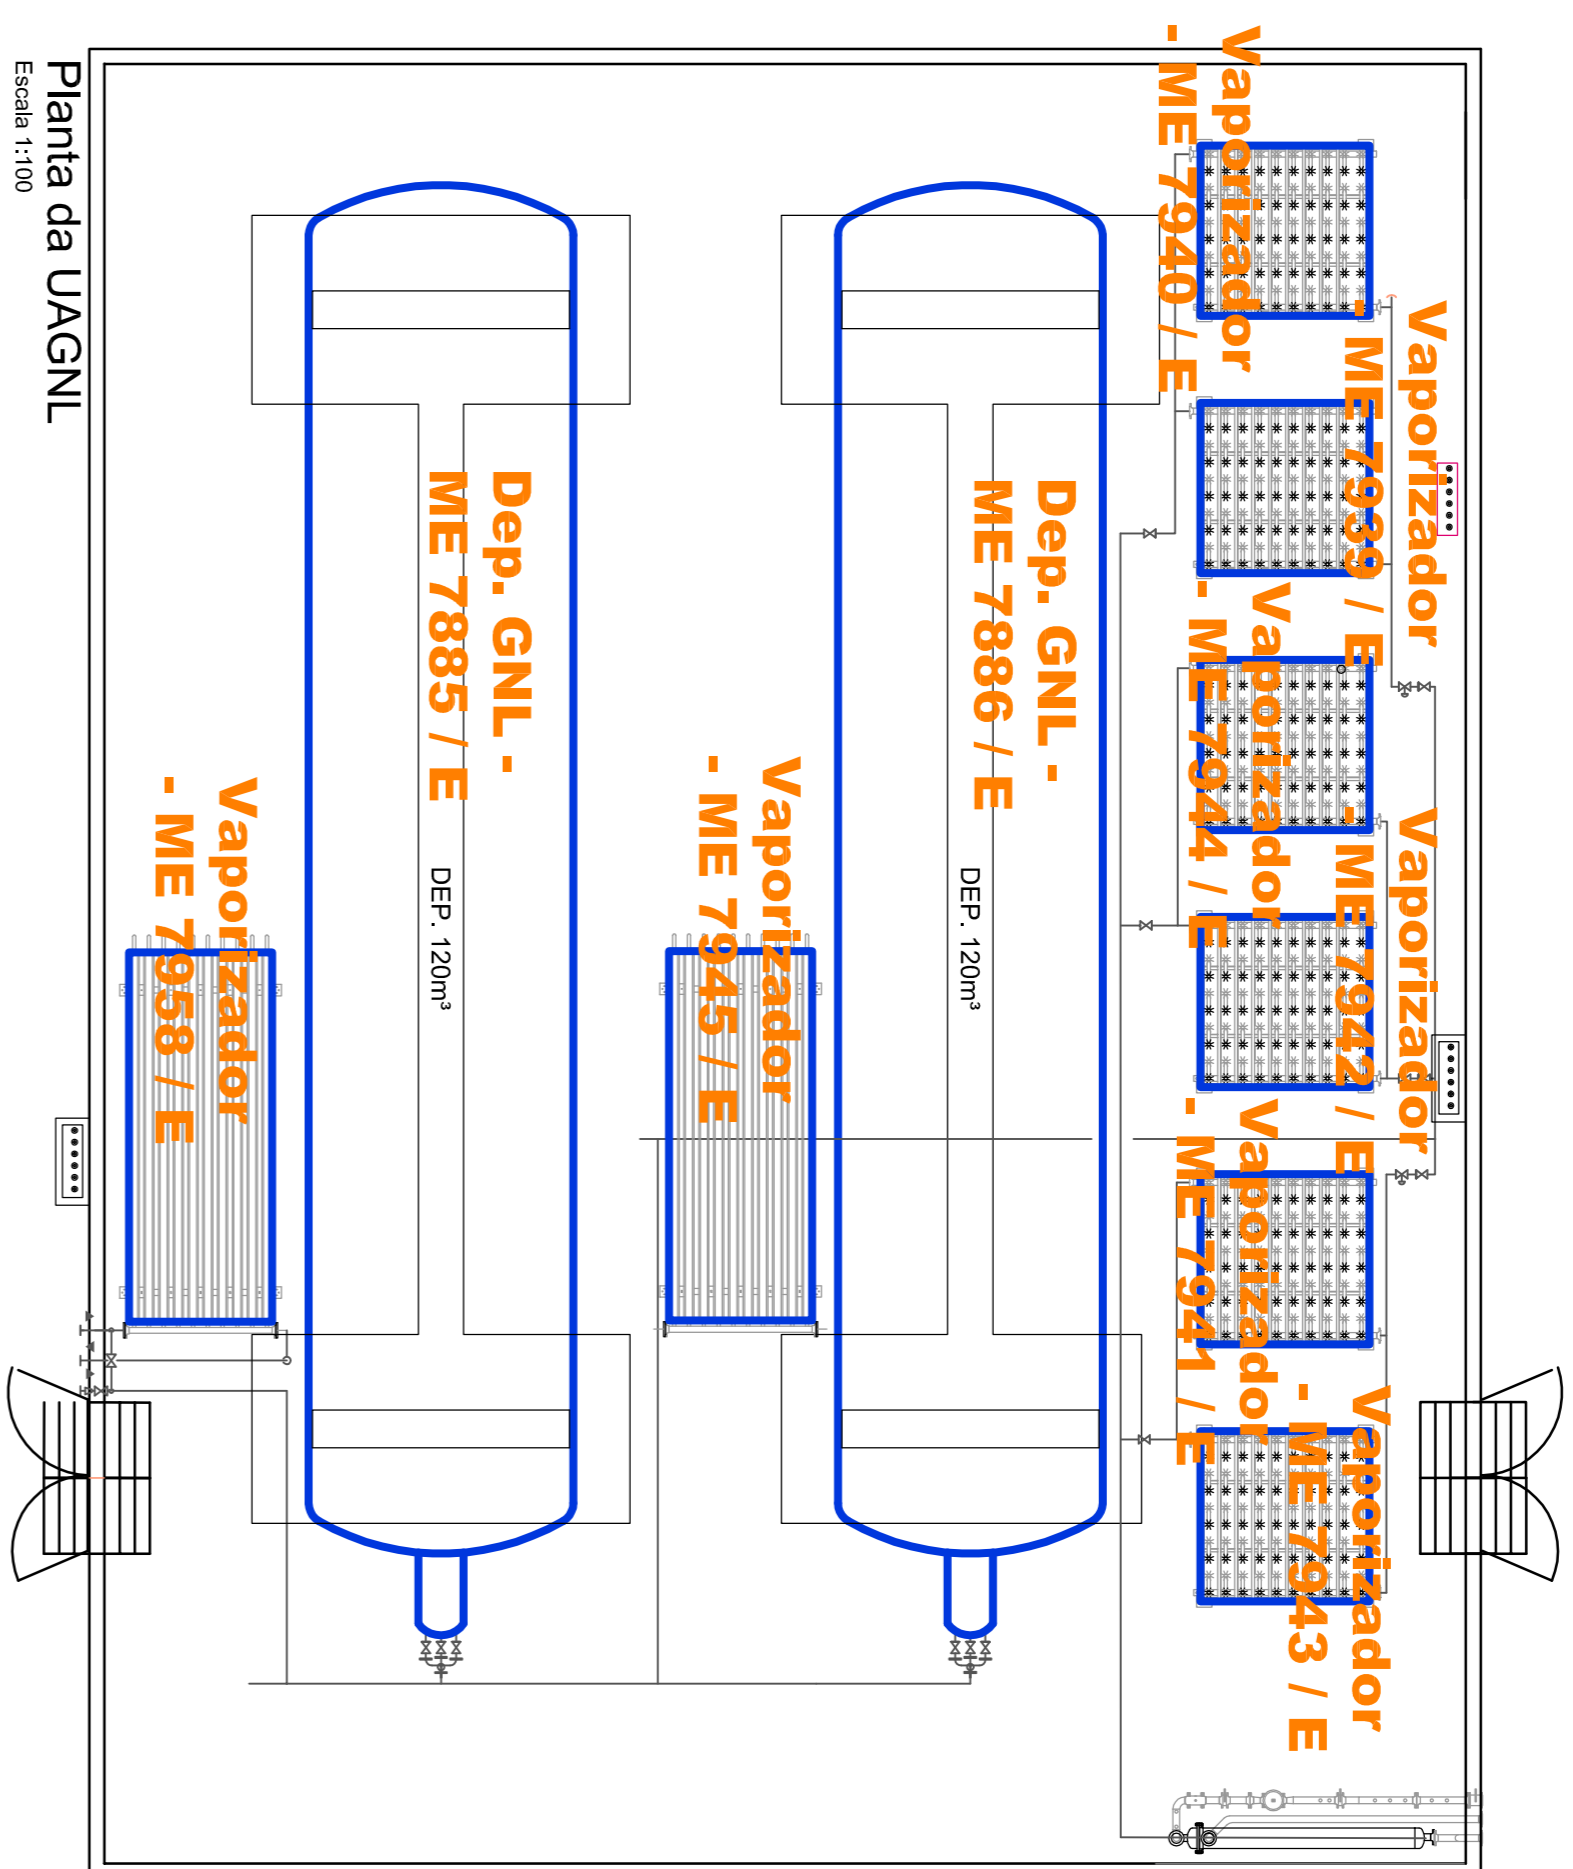 Planta da UAGNL
Escala 1:100
Vaporizador
- ME 7940 / E
Vaporizador
- ME 7939 / E
Vaporizador
- ME 7944 / E
Vaporizador
- ME 7942 / E
Vaporizador
- ME 7941 / E
Vaporizador
- ME 7943 / E
Dep. GNL -
ME 7886 / E
DEP. 120m³
Vaporizador
- ME 7945 / E
Dep. GNL -
ME 7885 / E
DEP. 120m³
Vaporizador
- ME 7958 / E